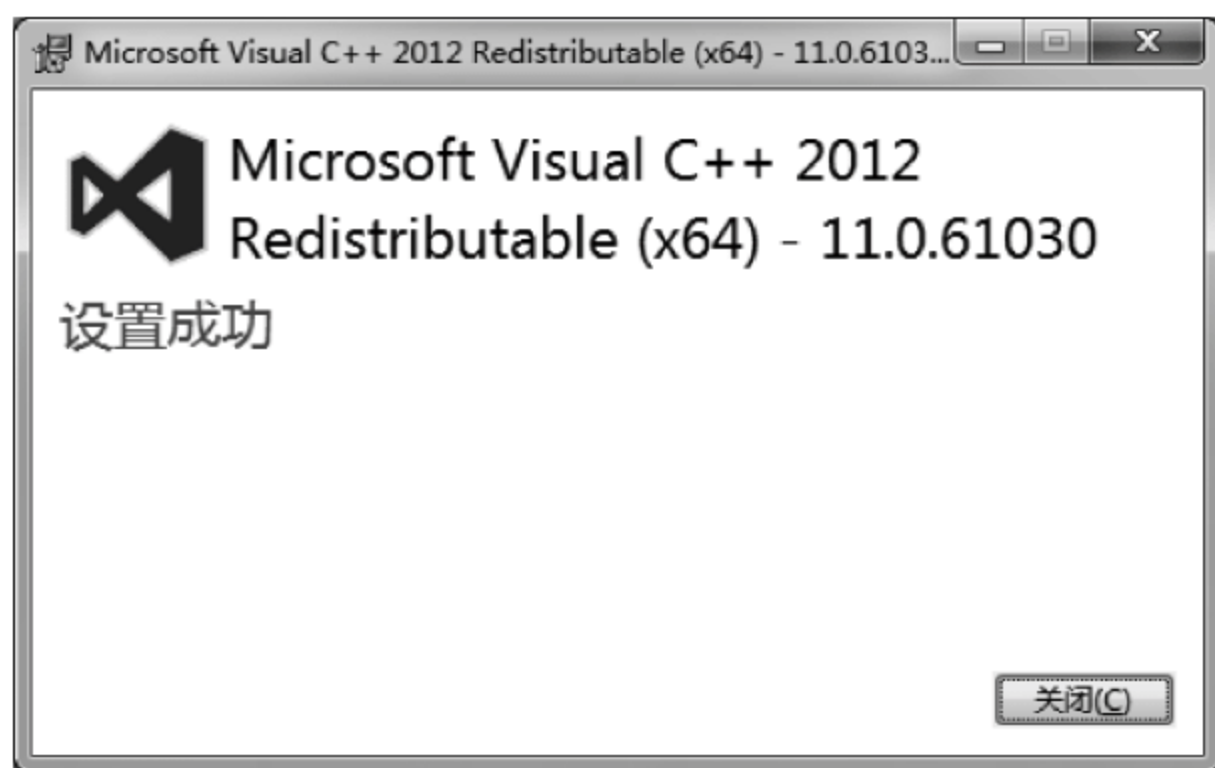 Microsoft Visual C++ 2012 Redistributable (x64) - 11.0.6103...
Microsoft Visual C++ 2012
Redistributable (x64) - 11.0.61030
设置成功
关闭(C)